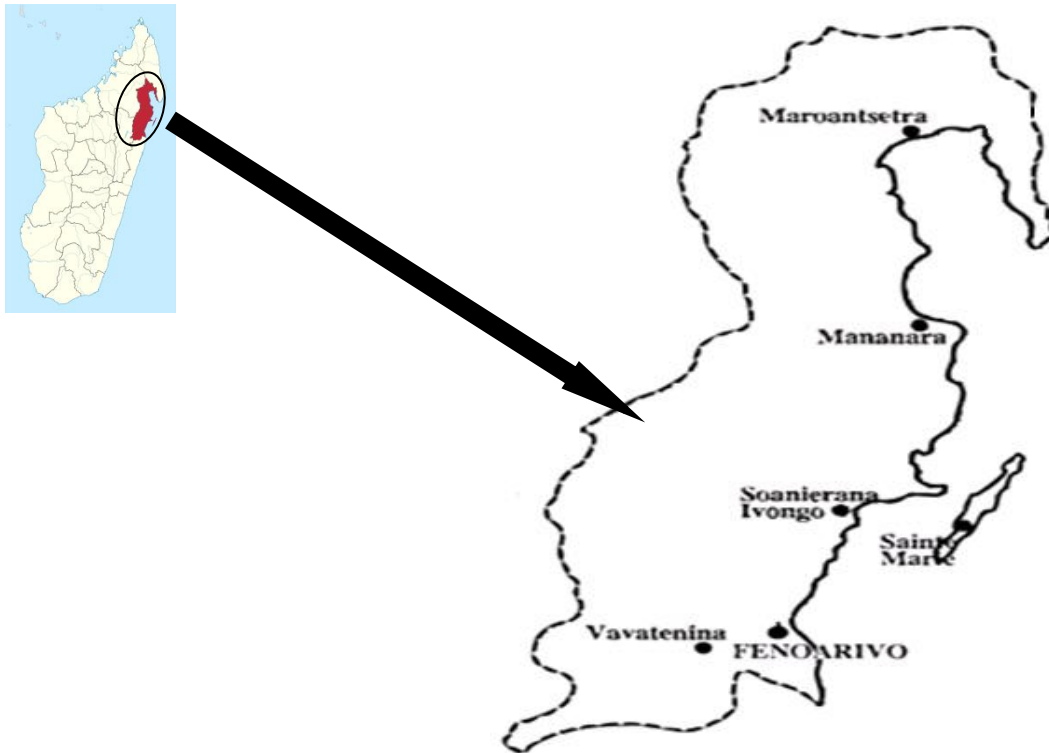 Maroantsetra
Mananara
Soanierana
Ivongo
Sainte
Marie
Vavatenina
FENOARIVO